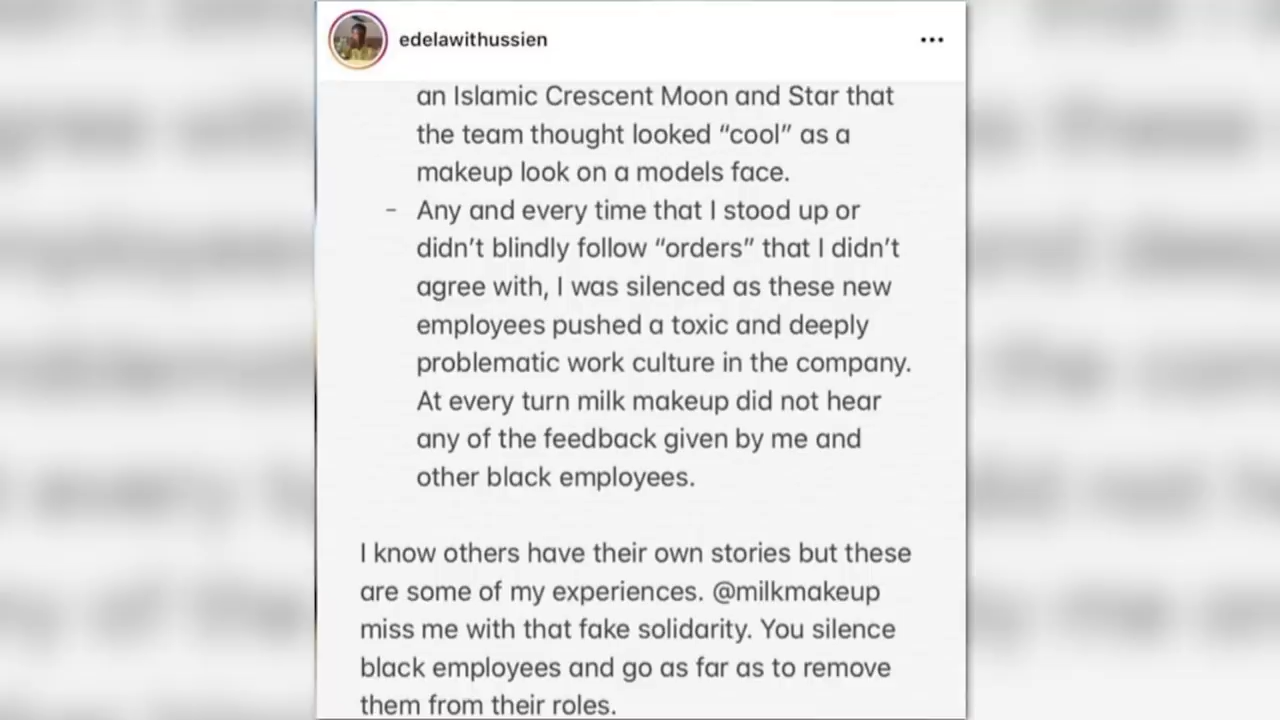 edelawithussien
an Islamic Crescent Moon and Star that
the team thought looked “cool” as a
makeup look on a models face.
- Any and every time that I stood up or
didn’t blindly follow “orders” that I didn’t
agree with, I was silenced as these new
employees pushed a toxic and deeply
problematic work culture in the company.
At every turn milk makeup did not hear
any of the feedback given by me and
other black employees.
I know others have their own stories but these
are some of my experiences. @milkmakeup
miss me with that fake solidarity. You silence
black employees and go as far as to remove
them from their roles.